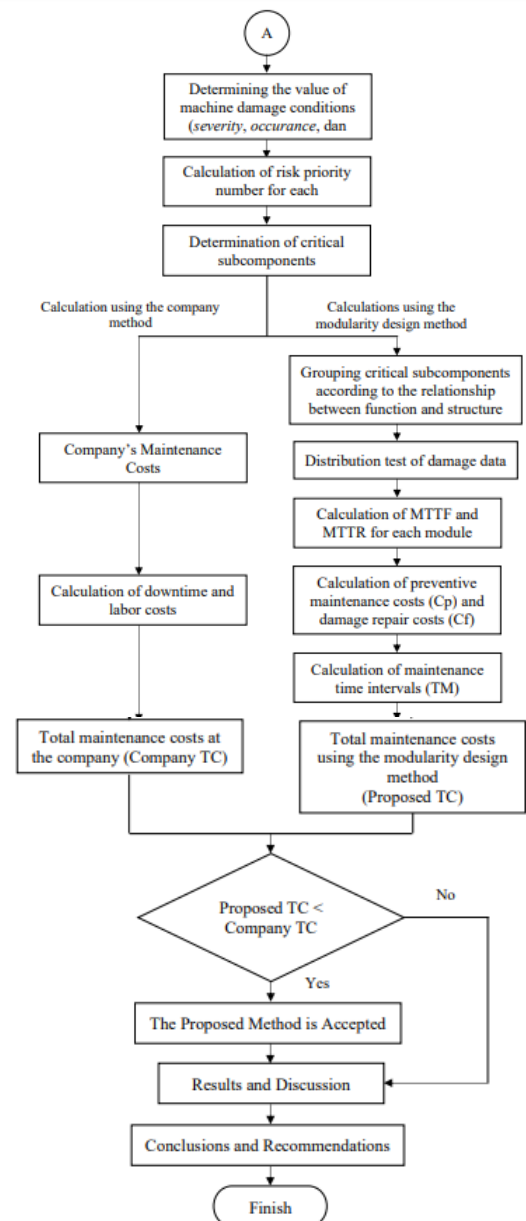 A
Determining the value of
machine damage conditions
(severity, occurance, dan
Calculation of risk priority
number for each
Determination of critical
subcomponents
Calculation using the company
method
Calculations using the
modularity design method
Grouping critical subcomponents
according to the relationship
between function and structure
Company's Maintenance
Costs
Distribution test of damage data
Calculation of MTTF and
MTTR for each module
Calculation of downtime and
labor costs
Calculation of preventive
maintenance costs (Cp) and
damage repair costs (Cf)
Calculation of maintenance
time intervals (TM)
Total maintenance costs at
the company (Company TC)
Total maintenance costs
using the modularity design
method
(Proposed TC)
Proposed TC <
Company TC
No
Yes
The Proposed Method is Accepted
Results and Discussion
Conclusions and Recommendations
Finish